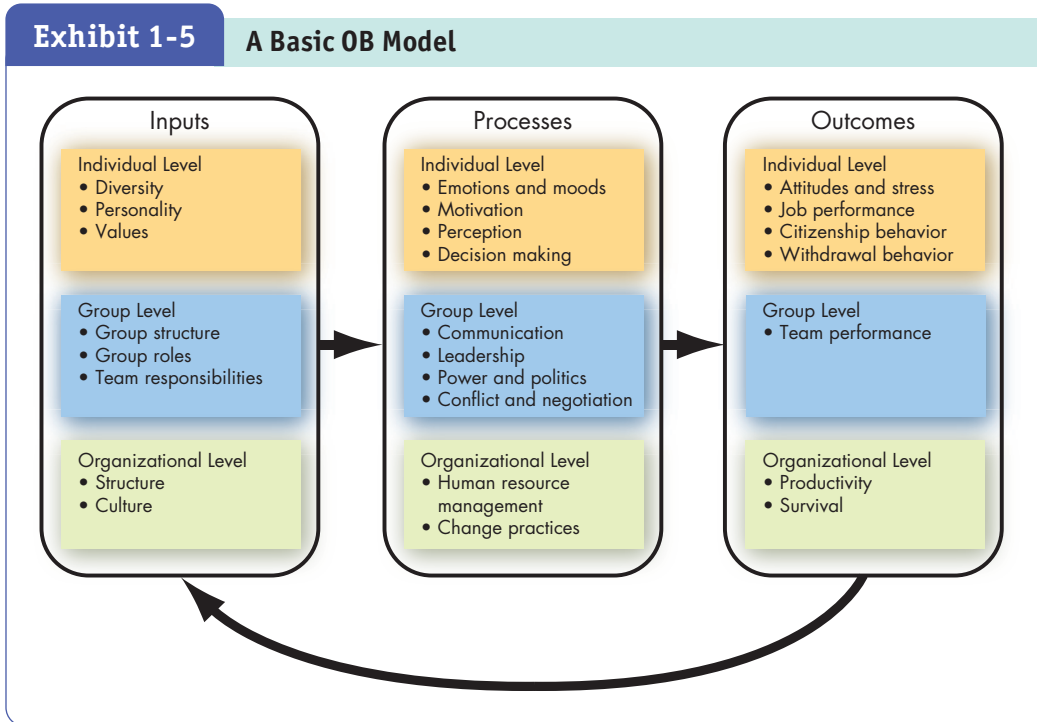 Exhibit 1-5
A Basic OB Model
Inputs
Individual Level
• Diversity
• Personality
• Values
Group Level
• Group structure
• Group roles
• Team responsibilities
Organizational Level
• Structure
• Culture
Processes
Individual Level
• Emotions and moods
• Motivation
• Perception
• Decision making
Group Level
• Communication
• Leadership
• Power and politics
• Conflict and negotiation
Organizational Level
• Human resource
management
• Change practices
Outcomes
Individual Level
• Attitudes and stress
• Job performance
• Citizenship behavior
• Withdrawal behavior
Group Level
• Team performance
Organizational Level
• Productivity
• Survival